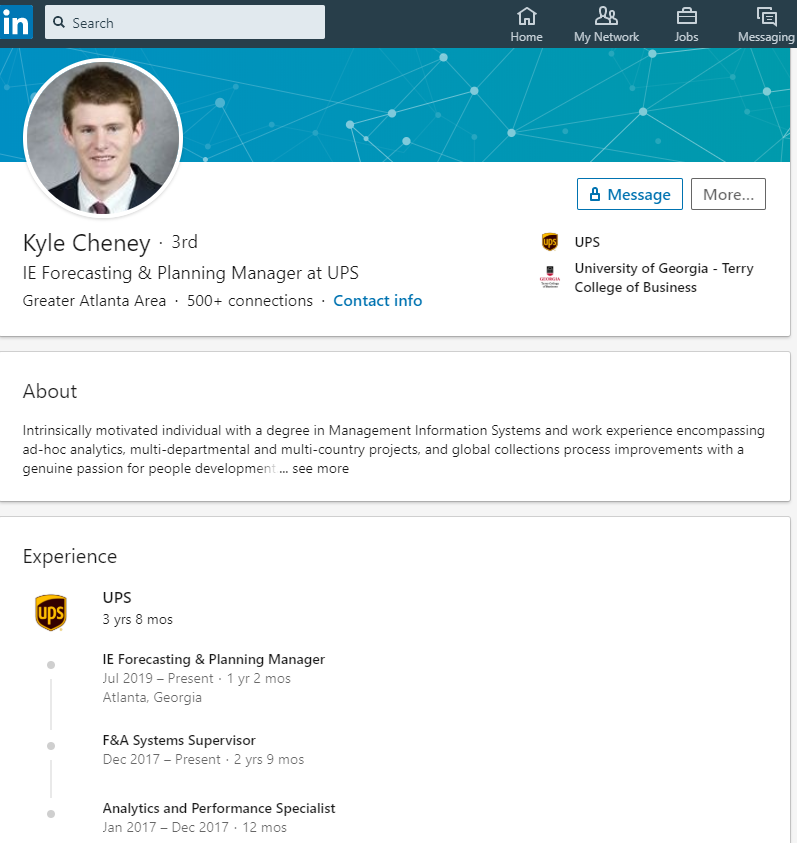 in
Search
Home
My Network
Jobs
Messaging
Message
More...
Kyle Cheney · 3rd
IE Forecasting & Planning Manager at UPS
Greater Atlanta Area · 500+ connections · Contact info
ups
UPS
GEORGIA
University of Georgia - Terry
College of Business
About
Intrinsically motivated individual with a degree in Management Information Systems and work experience encompassing
ad-hoc analytics, multi-departmental and multi-country projects, and global collections process improvements with a
genuine passion for people development ... see more
Experience
ups
UPS
3 yrs 8 mos
IE Forecasting & Planning Manager
Jul 2019 – Present · 1 yr 2 mos
Atlanta, Georgia
F&A Systems Supervisor
Dec 2017 – Present · 2 yrs 9 mos
Analytics and Performance Specialist
Jan 2017 – Dec 2017 · 12 mos